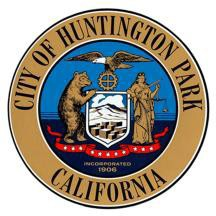 CITY OF HUNTINGTON PARK
INCORPORATED
1906
CALIFORNIA